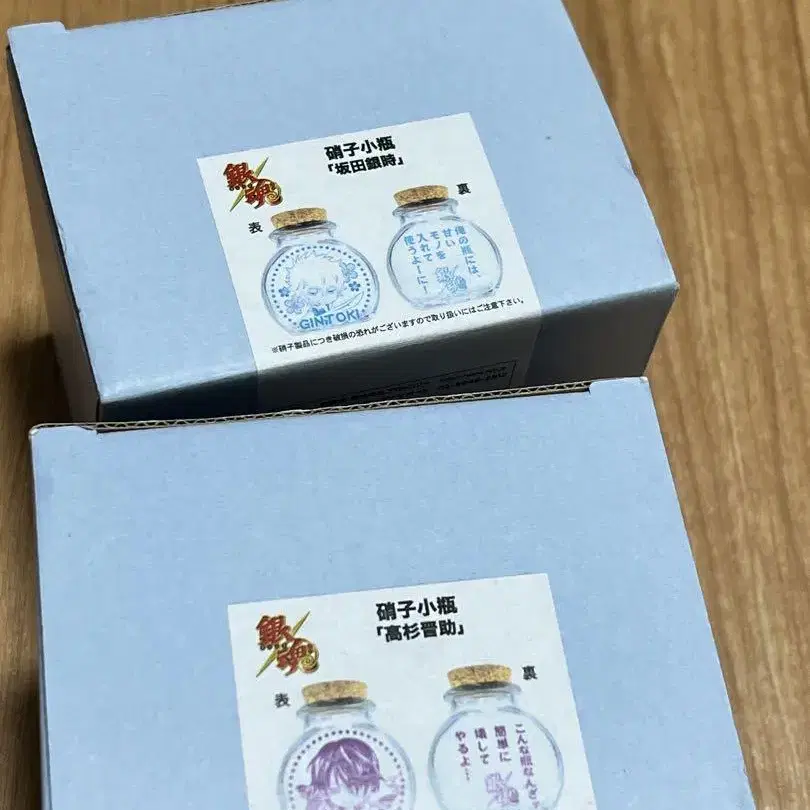 銀魂
硝子小瓶
「坂田銀時」
表
裏
GINTOKI
俺の瓶には、
甘い
モノを
入れて
使うよーに!
※硝子製品につき破損の恐れがございますので取り扱いにはご注意下さい。
銀魂
硝子小瓶
「高杉晋助」
表
裏
こんな瓶なんざ
簡単に
壊して
やるよ…